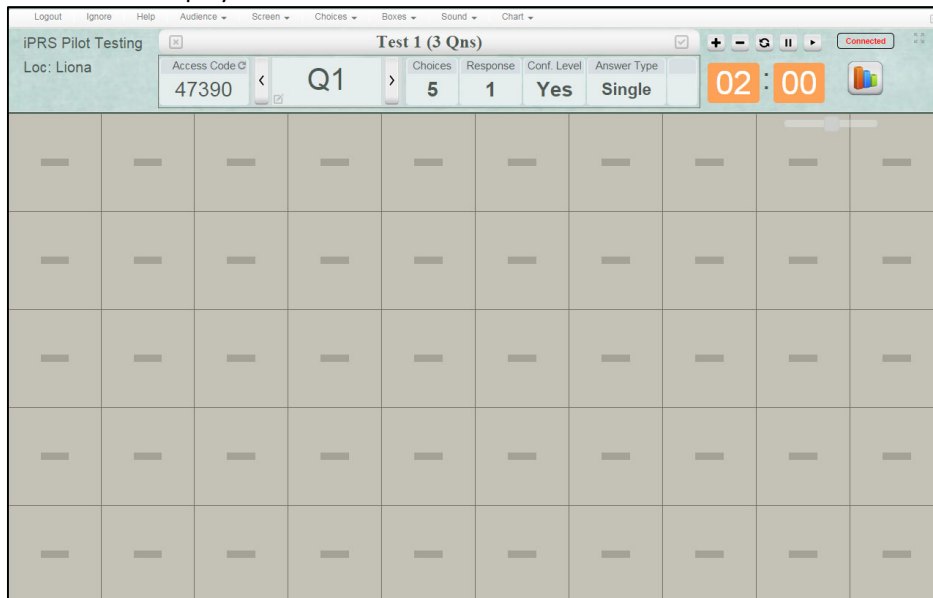 Logout Ignore Help Audience Screen Choices Boxes Sound Chart
iPRS Pilot Testing
Loc: Liona
Test 1 (3 Qns)
Connected
Access Code
47390
<
Q1
>
Choices
5
Response
1
Conf. Level
Yes
Answer Type
Single
02 : 00